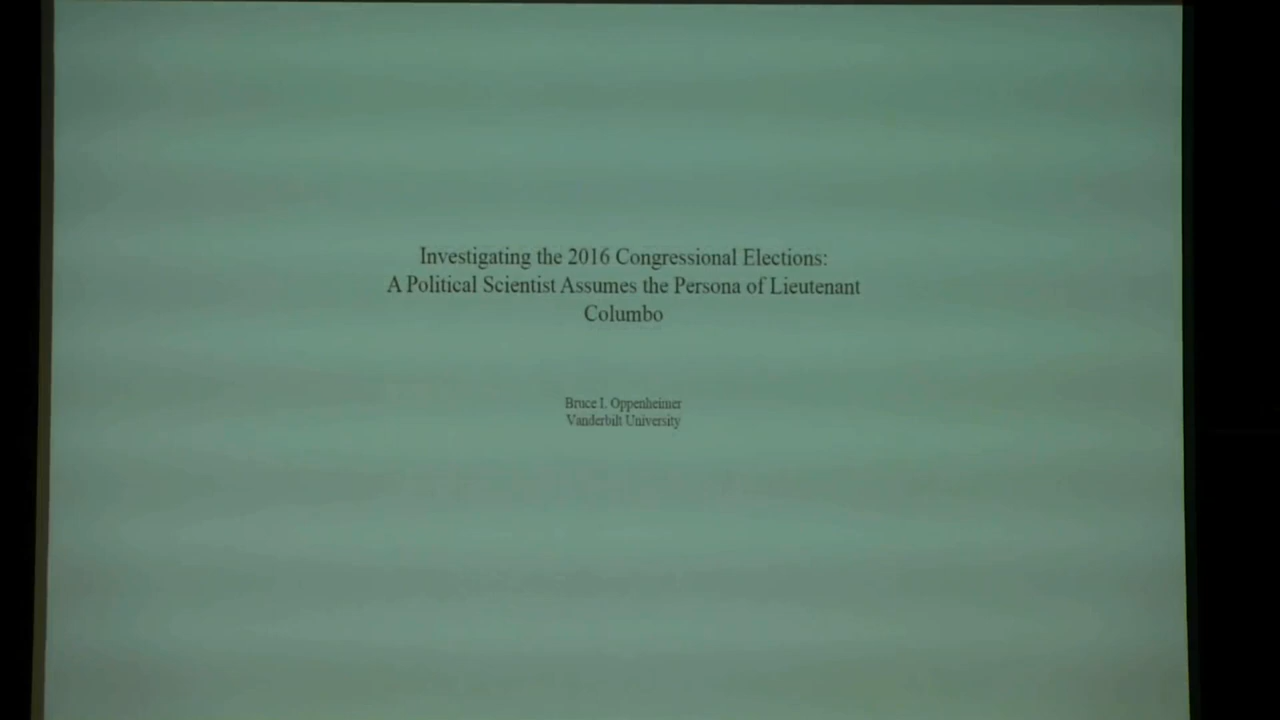 Investigating the 2016 Congressional Elections:
A Political Scientist Assumes the Persona of Lieutenant
Columbo
Bruce I. Oppenheimer
Vanderbilt University